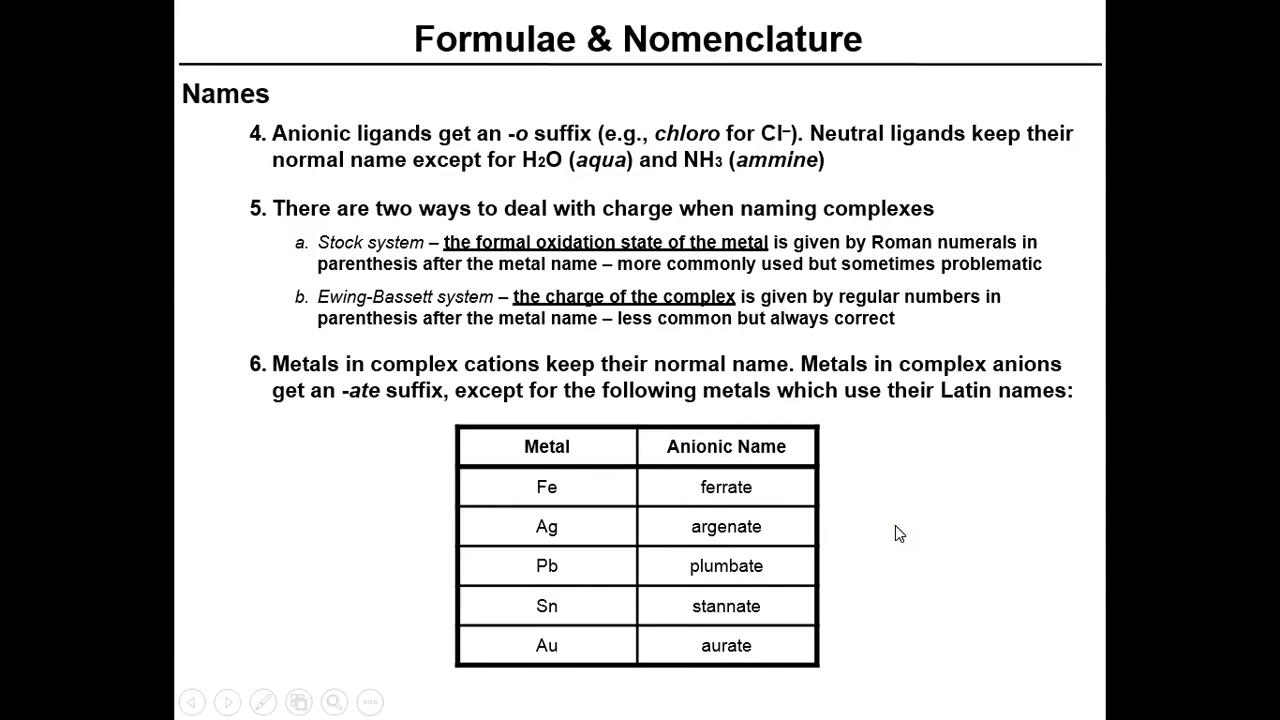 Formulae & Nomenclature
Names
4. Anionic ligands get an -o suffix (e.g., chloro for Cl⁻). Neutral ligands keep their
normal name except for H₂O (aqua) and NH₃ (ammine)
5. There are two ways to deal with charge when naming complexes
a. Stock system – the formal oxidation state of the metal is given by Roman numerals in
parenthesis after the metal name – more commonly used but sometimes problematic
b. Ewing-Bassett system – the charge of the complex is given by regular numbers in
parenthesis after the metal name – less common but always correct
6. Metals in complex cations keep their normal name. Metals in complex anions
get an -ate suffix, except for the following metals which use their Latin names:
Metal Anionic Name
Fe ferrate
Ag argenate
Pb plumbate
Sn stannate
Au aurate